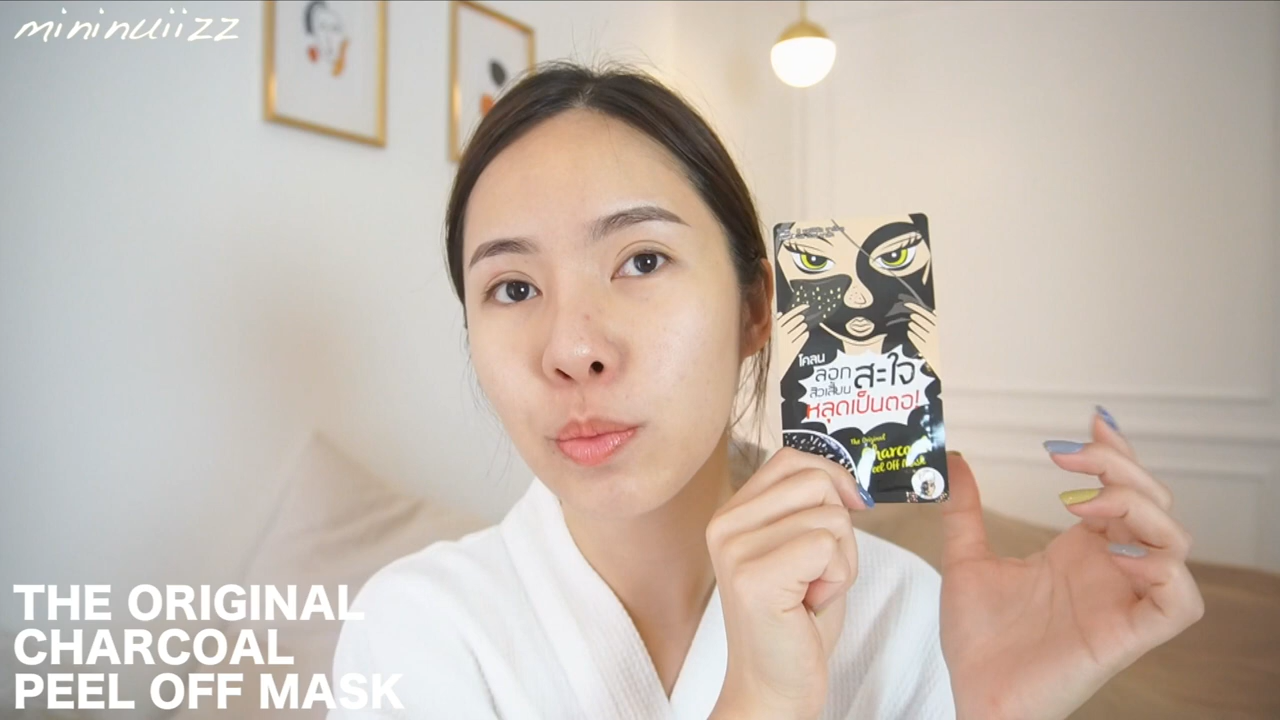 mininuiizz
โคลน
ลอก
สิวเสี้ยน
สะใจ
หลุดเป็นตอ!
The Original
Charco
Peel Off Mask
THE ORIGINAL
CHARCOAL
PEEL OFF MASK